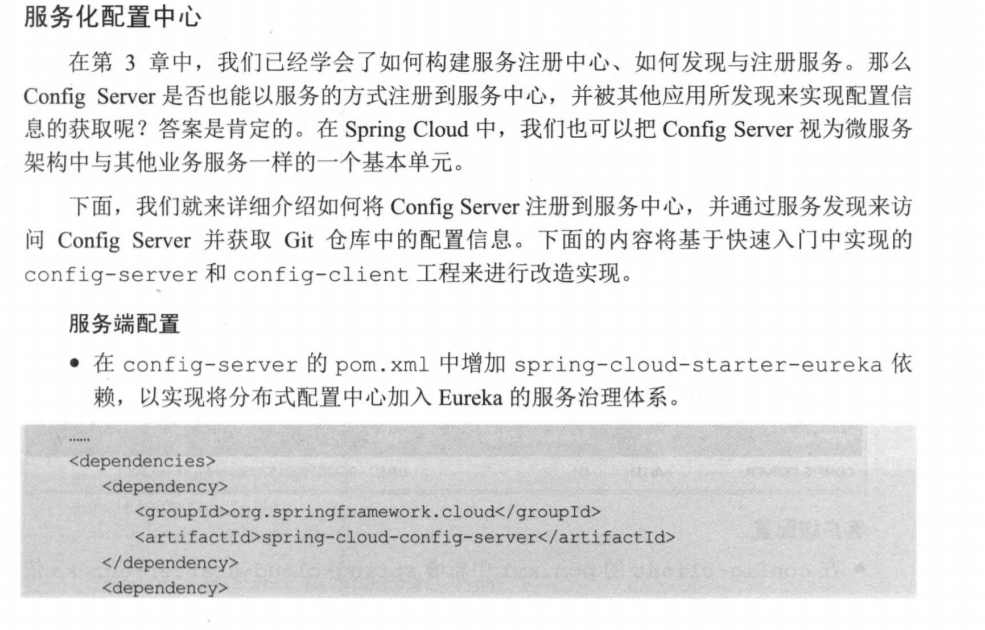 服务化配置中心
在第 3 章中，我们已经学会了如何构建服务注册中心、如何发现与注册服务。那么
Config Server 是否也能以服务的方式注册到服务中心，并被其他应用所发现来实现配置信
息的获取呢？答案是肯定的。在 Spring Cloud 中，我们也可以把 Config Server 视为微服务
架构中与其他业务服务一样的一个基本单元。
下面，我们就来详细介绍如何将 Config Server 注册到服务中心，并通过服务发现来访
问 Config Server 并获取 Git 仓库中的配置信息。下面的内容将基于快速入门中实现的
config-server 和 config-client 工程来进行改造实现。
服务端配置
● 在 config-server 的 pom.xml 中增加 spring-cloud-starter-eureka 依
赖，以实现将分布式配置中心加入 Eureka 的服务治理体系。
......
<dependencies>
<dependency>
<groupId>org.springframework.cloud</groupId>
<artifactId>spring-cloud-config-server</artifactId>
</dependency>
<dependency>